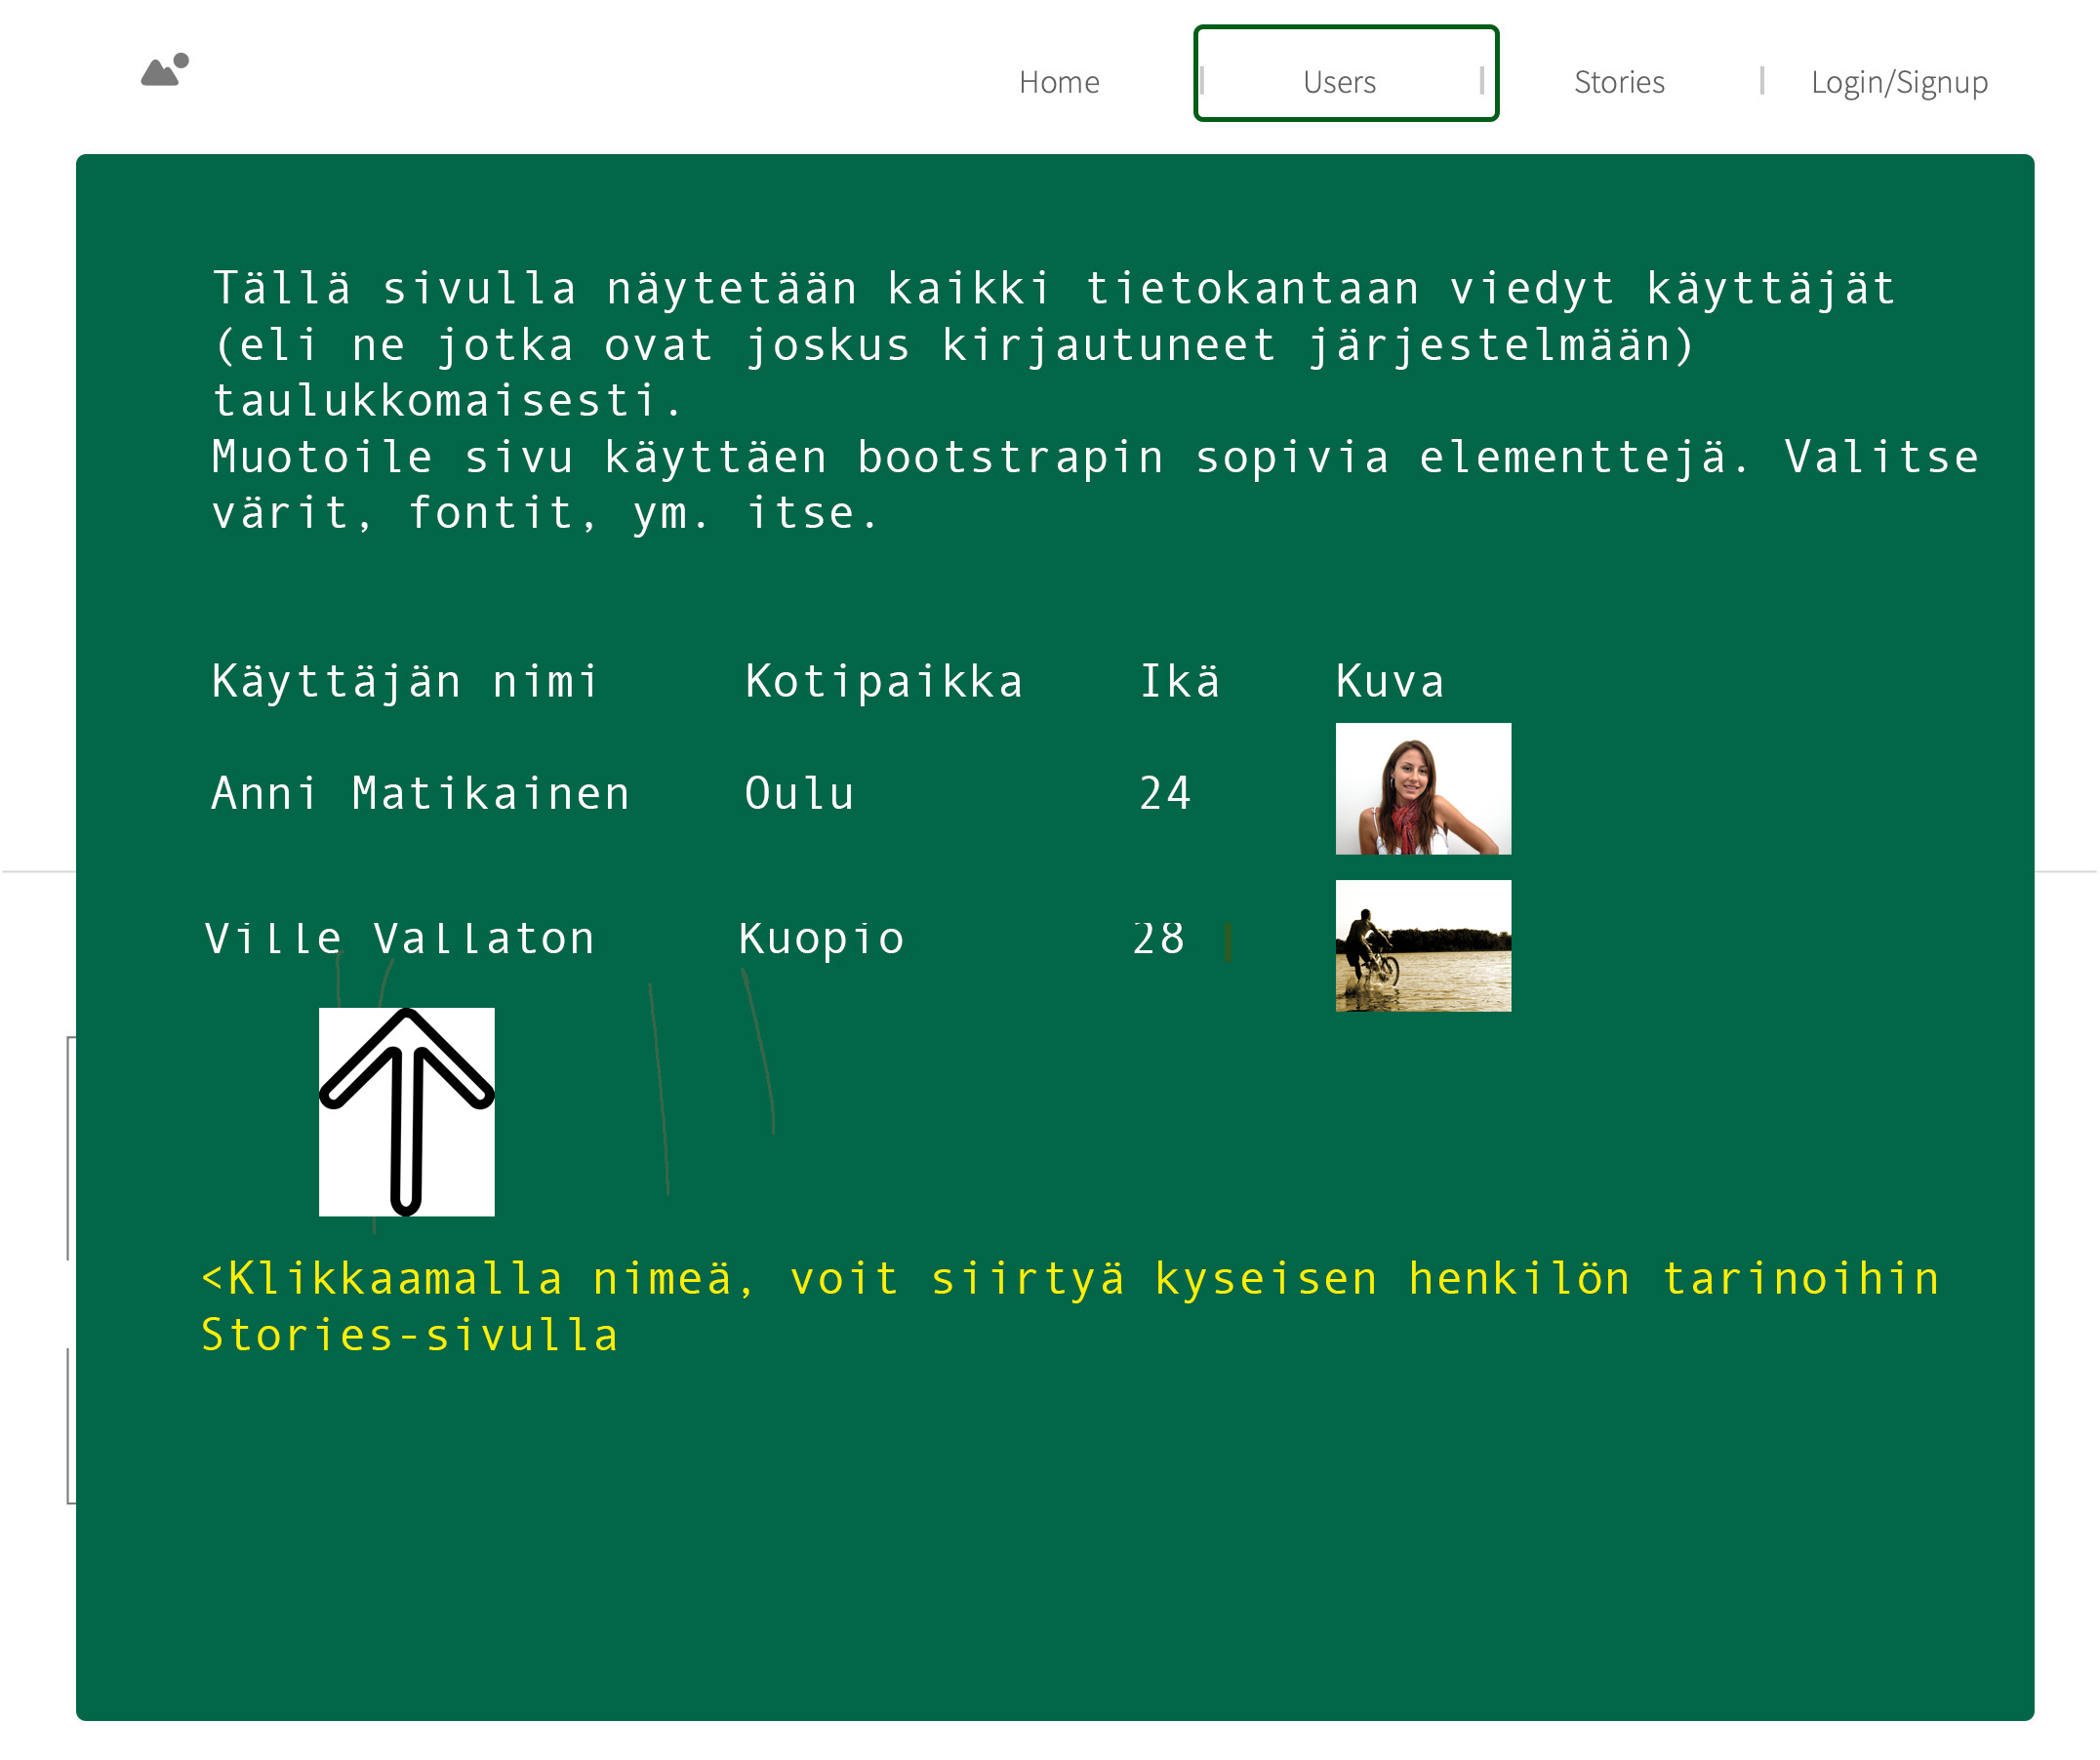 Home Users Stories Login/Signup
Tällä sivulla näytetään kaikki tietokantaan viedyt käyttäjät
(eli ne jotka ovat joskus kirjautuneet järjestelmään)
taulukkomaisesti.
Muotoile sivu käyttäen bootstrapin sopivia elementtejä. Valitse
värit, fontit, ym. itse.
Käyttäjän nimi Kotipaikka Ikä Kuva
Anni Matikainen Oulu 24
Ville Vallaton Kuopio 28
<Klikkaamalla nimeä, voit siirtyä kyseisen henkilön tarinoihin
Stories-sivulla